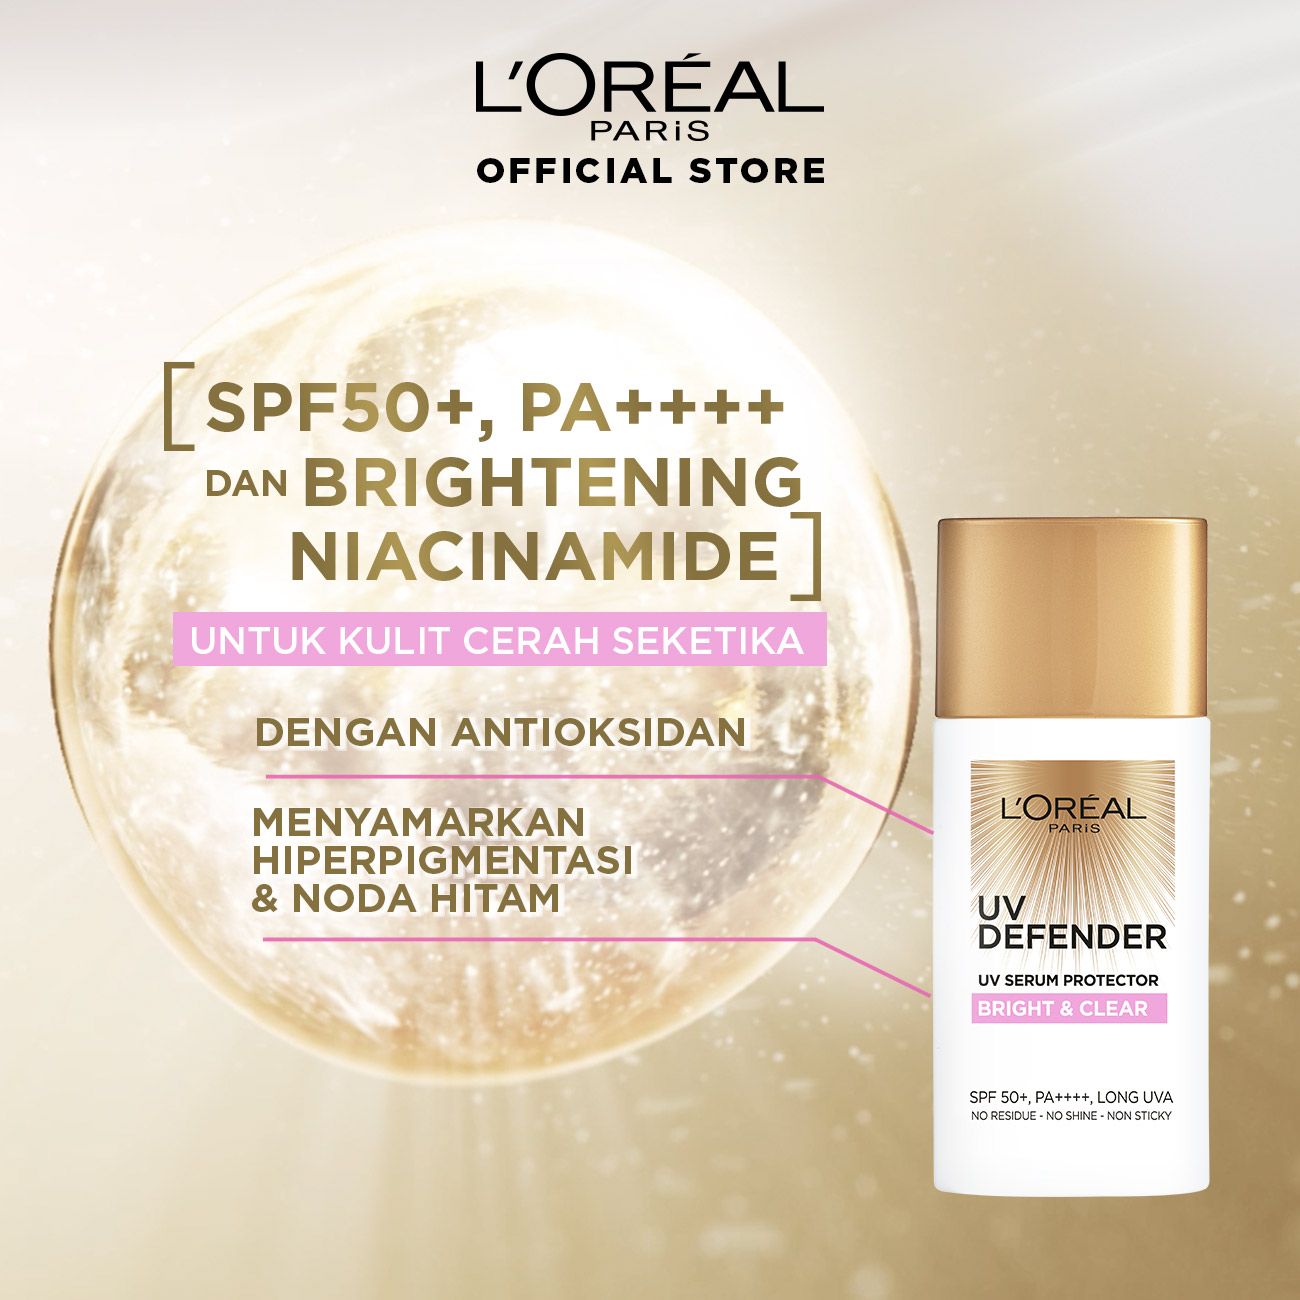 L'ORÉAL
PARiS
OFFICIAL STORE
[SPF50+, PA++++
DAN BRIGHTENING
NIACINAMIDE]
UNTUK KULIT CERAH SEKETIKA
DENGAN ANTIOKSIDAN
MENYAMARKAN
HIPERPIGMENTASI
& NODA HITAM
L'ORÉAL
PARiS
UV
DEFENDER
UV SERUM PROTECTOR
BRIGHT & CLEAR
SPF 50+, PA++++, LONG UVA
NO RESIDUE - NO SHINE - NON STICKY